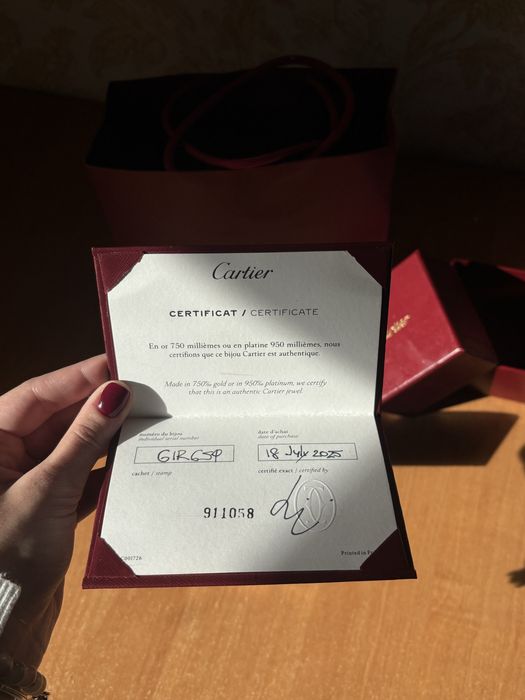 Cartier
CERTIFICAT / CERTIFICATE
En or 750 millièmes ou en platine 950 millièmes, nous
certifions que ce bijou Cartier est authentique.
Made in 750‰ gold or in 950‰ platinum, we certify
that this is an authentic Cartier jewel.
numéro du bijou
individual serial number
date d'achat
date of purchase
18 July 2025
cachet / stamp
certifié exact / certified by
911058
C001726
Printed in